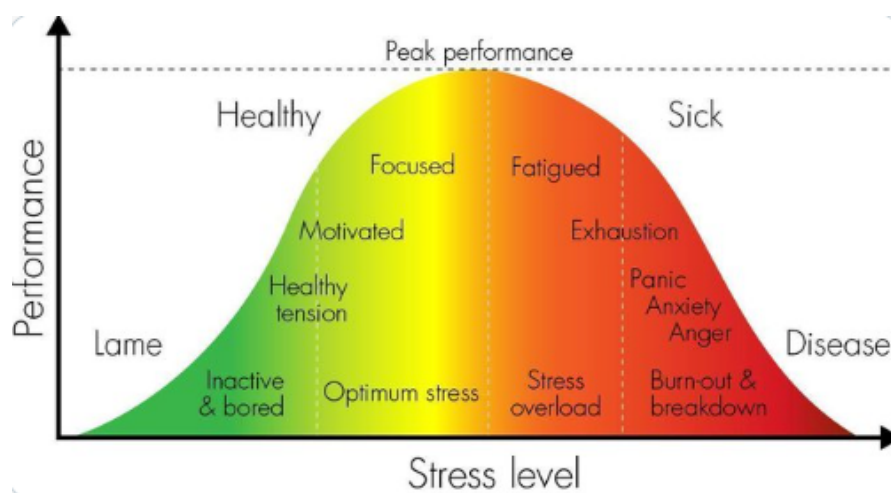 Peak performance
Healthy
Sick
Focused
Fatigued
Motivated
Exhaustion
Healthy
tension
Panic
Anxiety
Anger
Lame
Disease
Inactive
& bored
Optimum stress
Stress
overload
Burn-out &
breakdown
Performance
Stress level